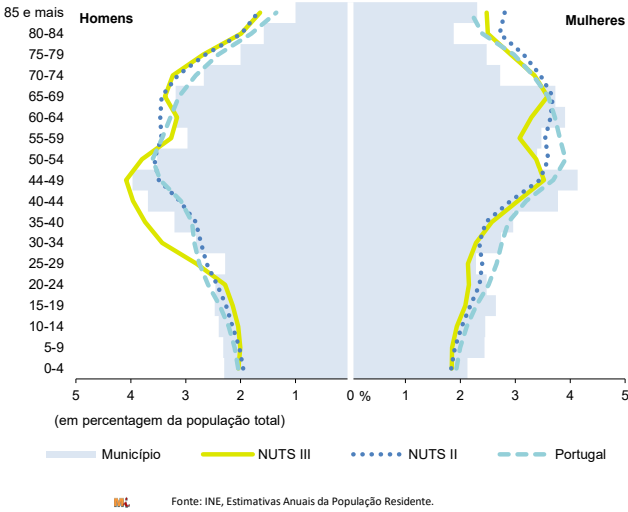 Homens
Mulheres
85 e mais
80-84
75-79
70-74
65-69
60-64
55-59
50-54
44-49
40-44
35-40
30-34
25-29
20-24
15-19
10-14
5-9
0-4
5 4 3 2 1 0 % 1 2 3 4 5
(em percentagem da população total)
Município NUTS III NUTS II Portugal
Fonte: INE, Estimativas Anuais da População Residente.